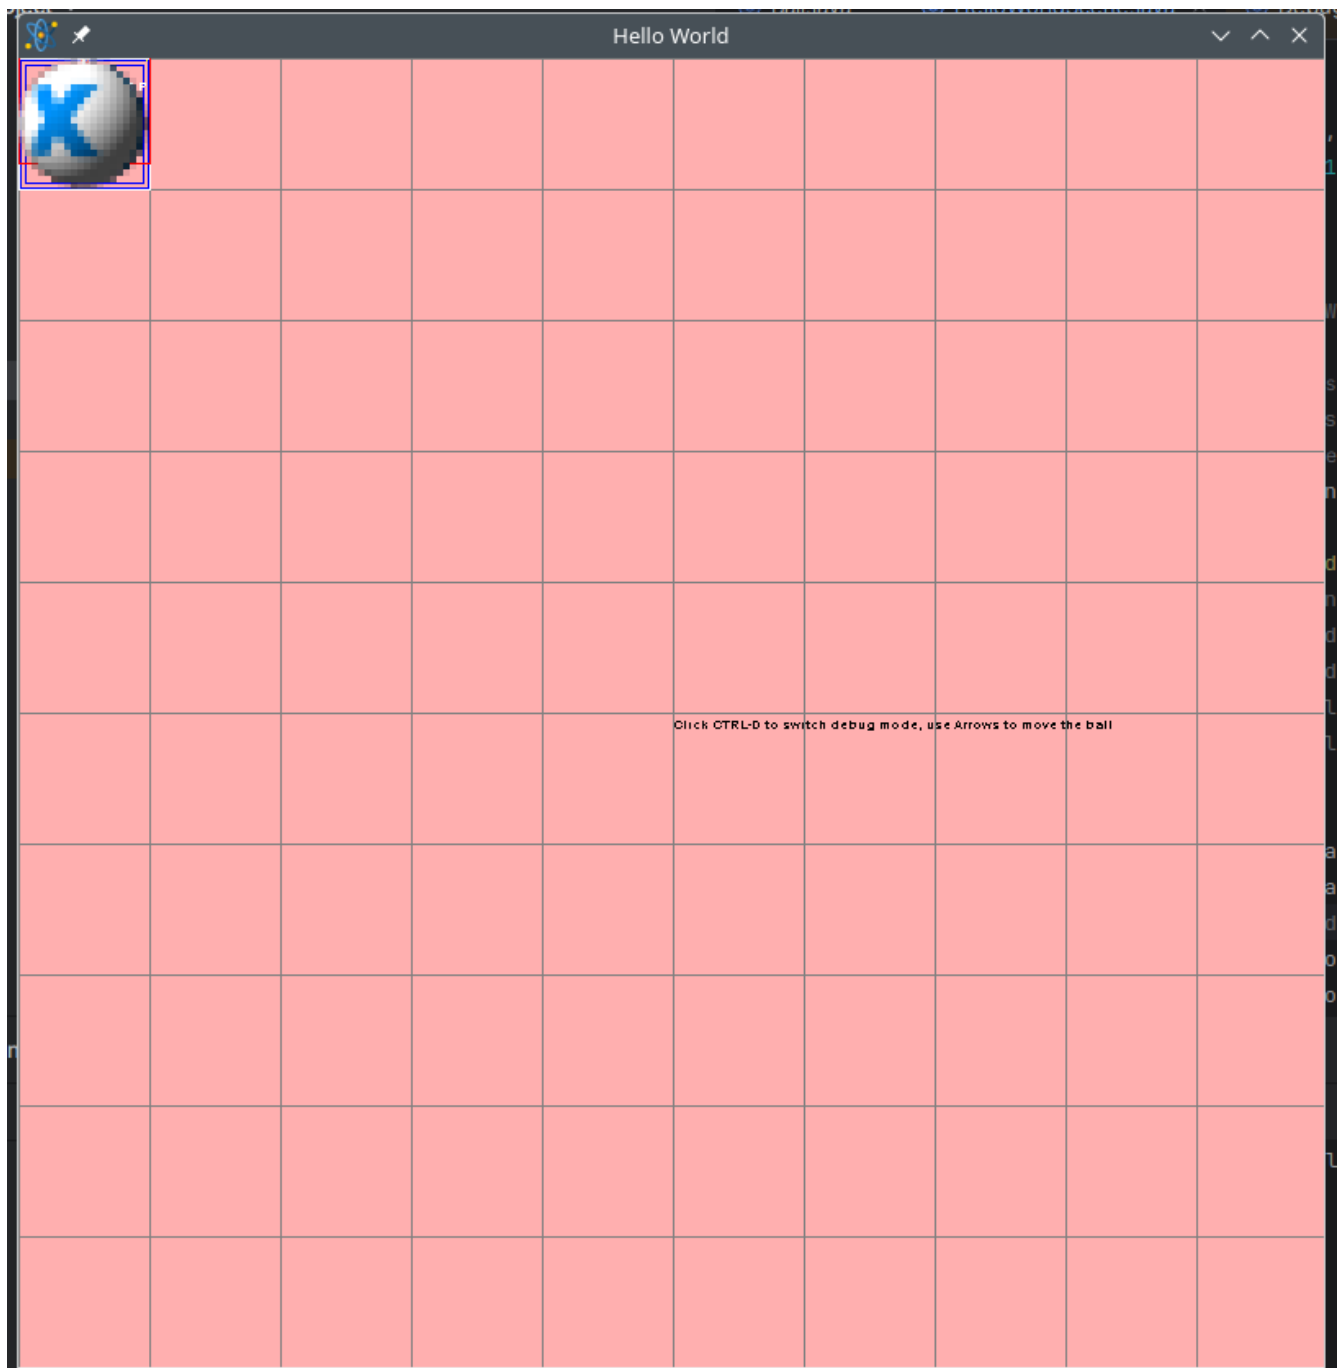 Hello World
X
Click CTRL-D to switch debug mode, use Arrows to move the ball